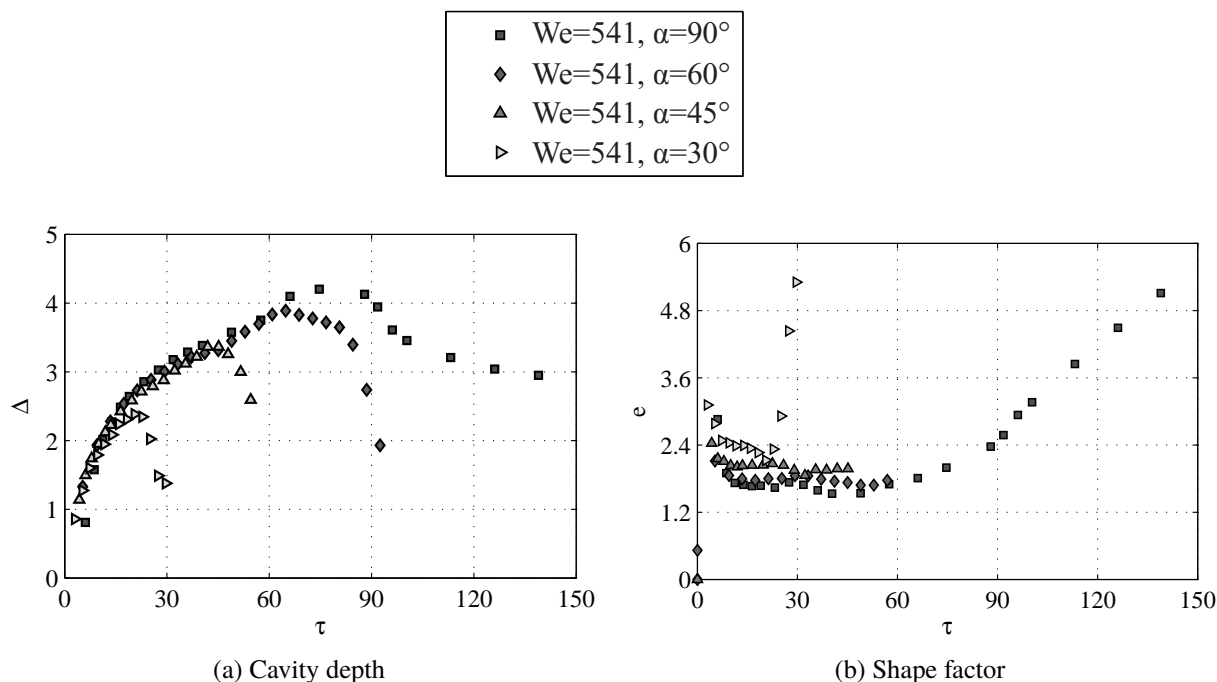 We=541, α=90°
We=541, α=60°
We=541, α=45°
We=541, α=30°
5
4
3
2
1
0
Δ
0 30 60 90 120 150
τ
(a) Cavity depth
6
4.8
3.6
2.4
1.2
0
e
0 30 60 90 120 150
τ
(b) Shape factor